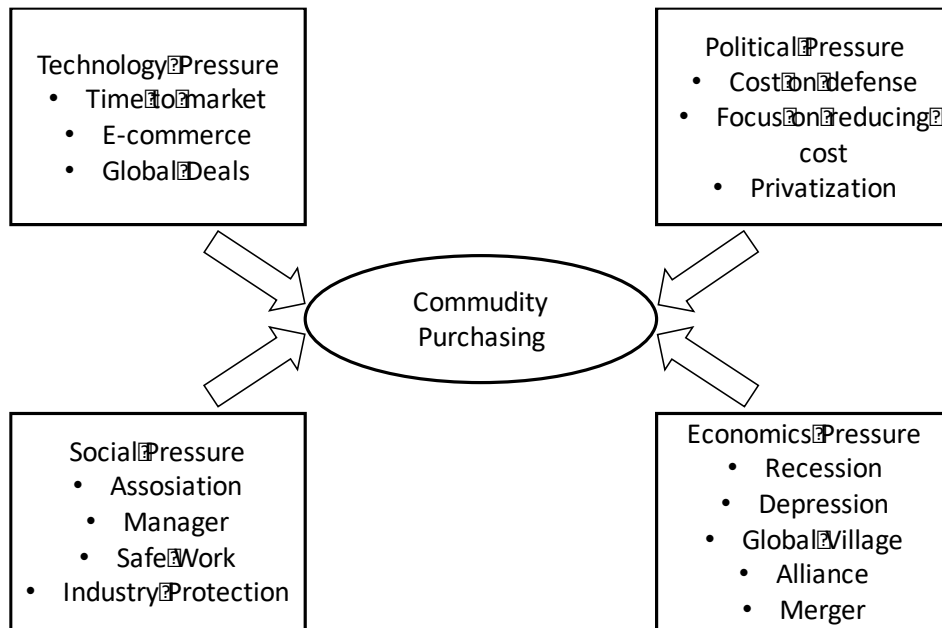 Technology Pressure
• Time to market
• E-commerce
• Global Deals
Political Pressure
• Cost on defense
• Focus on reducing
cost
• Privatization
Commudity
Purchasing
Social Pressure
• Assosiation
• Manager
• Safe Work
• Industry Protection
Economics Pressure
• Recession
• Depression
• Global Village
• Alliance
• Merger